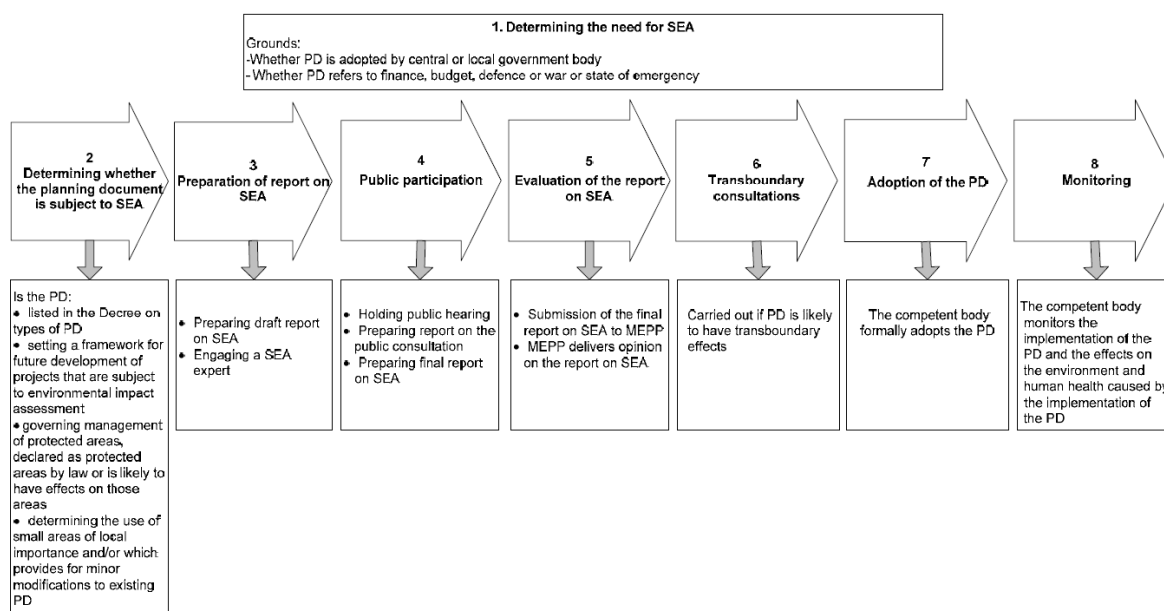 1. Determining the need for SEA
Grounds:
-Whether PD is adopted by central or local government body
-Whether PD refers to finance, budget, defence or war or state of emergency
2
Determining whether
the planning document
is subject to SEA
3
Preparation of report on
SEA
4
Public participation
5
Evaluation of the report
on SEA
6
Transboundary
consultations
7
Adoption of the PD
8
Monitoring
Is the PD:
• listed in the Decree on
types of PD
• setting a framework for
future development of
projects that are subject
to environmental impact
assessment
• governing management
of protected areas,
declared as protected
areas by law or is likely to
have effects on those
areas
• determining the use of
small areas of local
importance and/or which
provides for minor
modifications to existing
PD
• Preparing draft report
on SEA
• Engaging a SEA
expert
• Holding public hearing
• Preparing report on the
public consultation
• Preparing final report
on SEA
• Submission of the final
report on SEA to MEPP
• MEPP delivers opinion
on the report on SEA
Carried out if PD is likely
to have transboundary
effects
The competent body
formally adopts the PD
The competent body
monitors the
implementation of the
PD and the effects on
the environment and
human health caused by
the implementation of
the PD